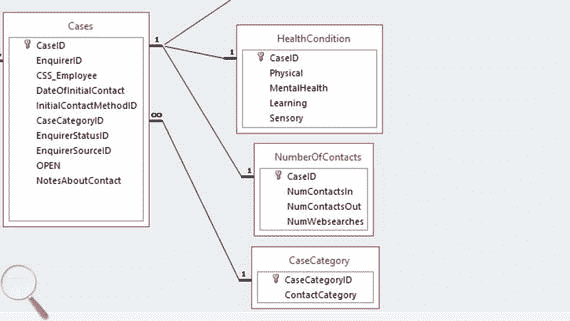 Cases
CaseID
EnquirerID
CSS_Employee
DateOfInitialContact
InitialContactMethodID
CaseCategoryID
EnquirerStatusID
EnquirerSourceID
OPEN
NotesAboutContact
1
∞
1
HealthCondition
CaseID
Physical
MentalHealth
Learning
Sensory
1
NumberOfContacts
CaseID
NumContactsIn
NumContactsOut
NumWebsearches
1
CaseCategory
CaseCategoryID
ContactCategory